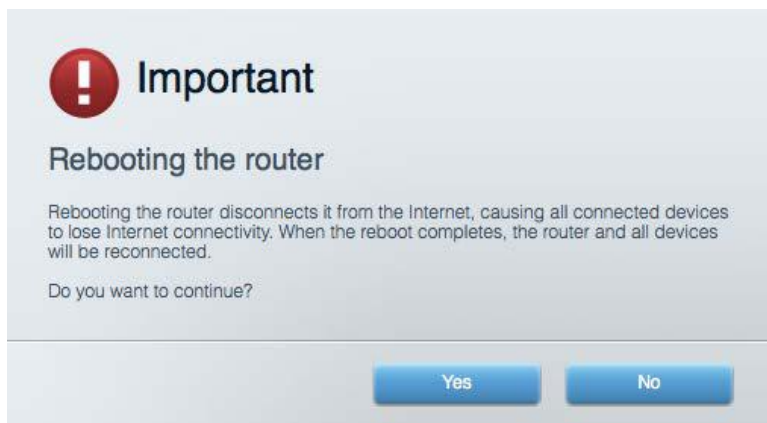 Important
Rebooting the router
Rebooting the router disconnects it from the Internet, causing all connected devices
to lose Internet connectivity. When the reboot completes, the router and all devices
will be reconnected.
Do you want to continue?
Yes No